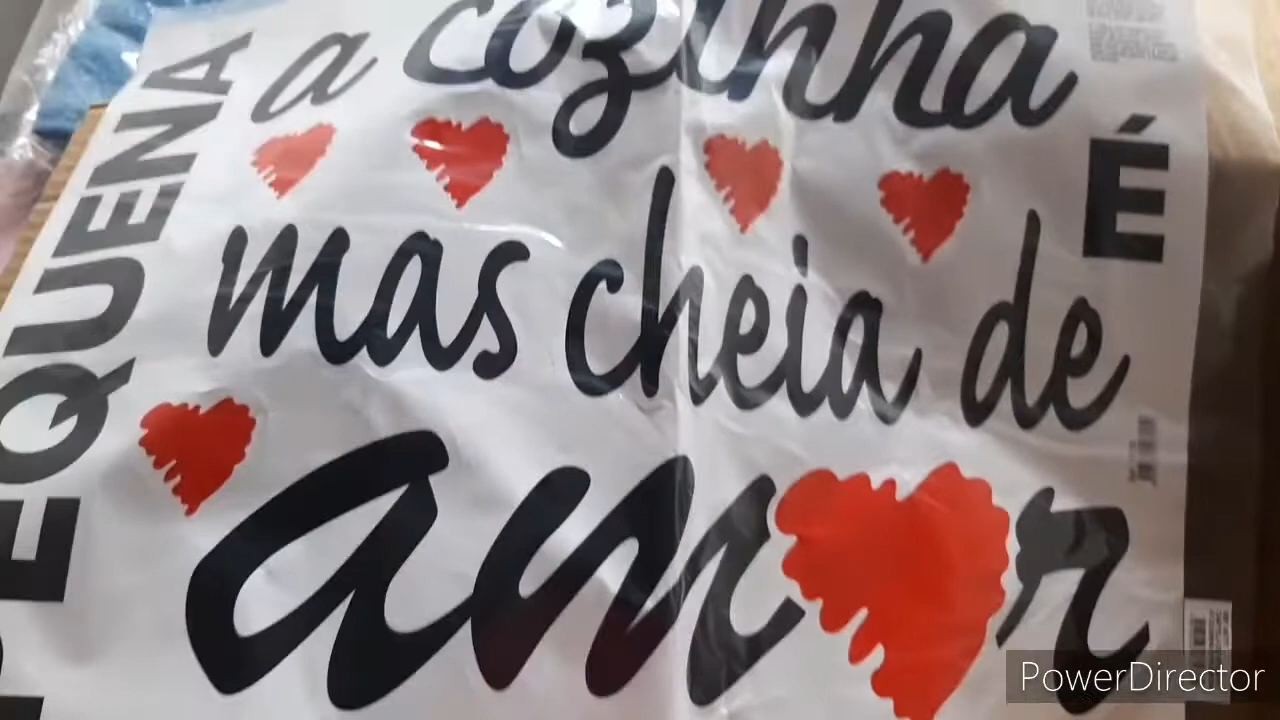 a cozinha
É
PEQUENA
mas cheia de
amor
PowerDirector